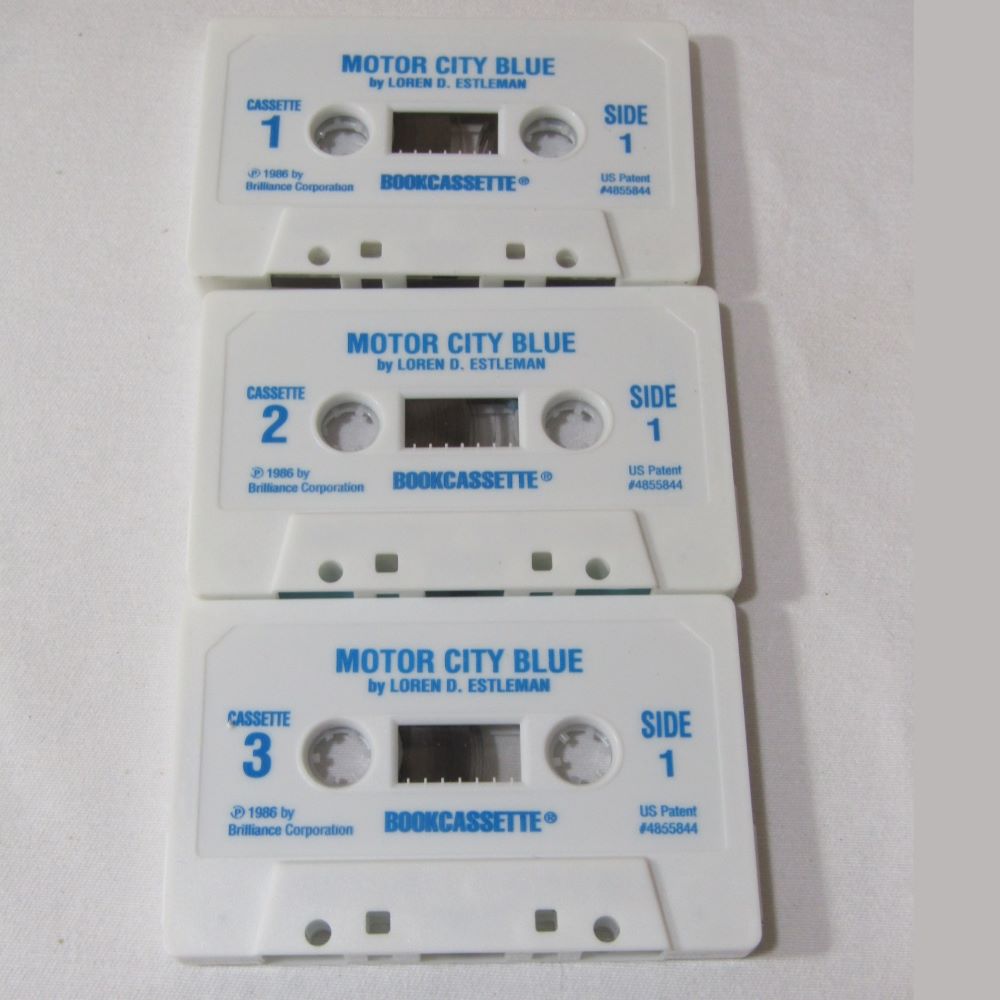 MOTOR CITY BLUE
by LOREN D. ESTLEMAN
CASSETTE
1
SIDE
1
℗ 1986 by
Brilliance Corporation
BOOKCASSETTE®
US Patent
#4855844
MOTOR CITY BLUE
by LOREN D. ESTLEMAN
CASSETTE
2
SIDE
1
℗ 1986 by
Brilliance Corporation
BOOKCASSETTE®
US Patent
#4855844
MOTOR CITY BLUE
by LOREN D. ESTLEMAN
CASSETTE
3
SIDE
1
℗ 1986 by
Brilliance Corporation
BOOKCASSETTE®
US Patent
#4855844